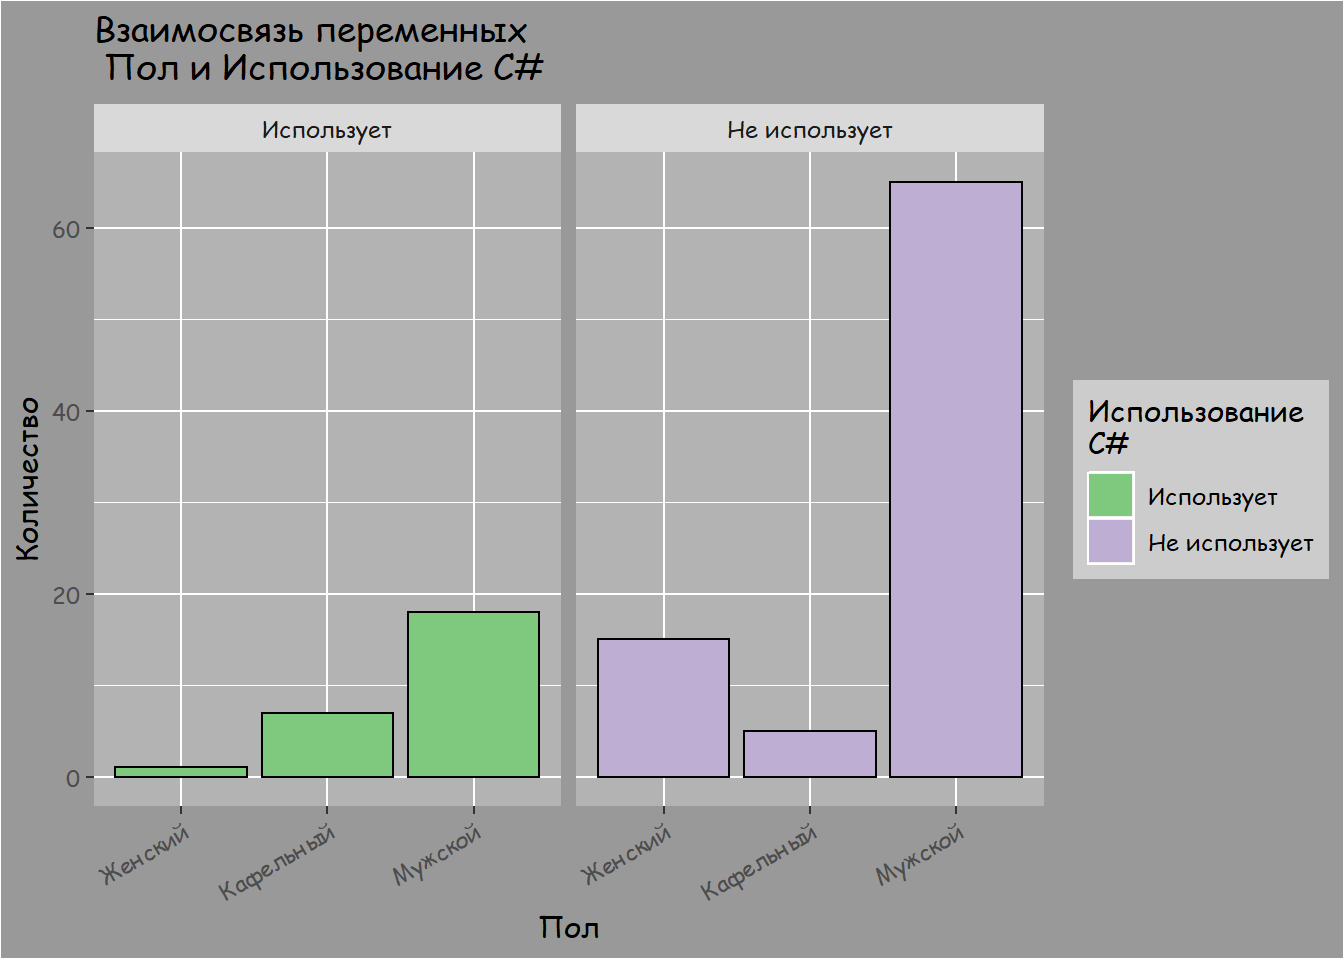 Взаимосвязь переменных
Пол и Использование C#
Использует
Не использует
60
40
20
0
Количество
Женский
Кафельный
Мужской
Женский
Кафельный
Мужской
Пол
Использование
C#
Использует
Не использует